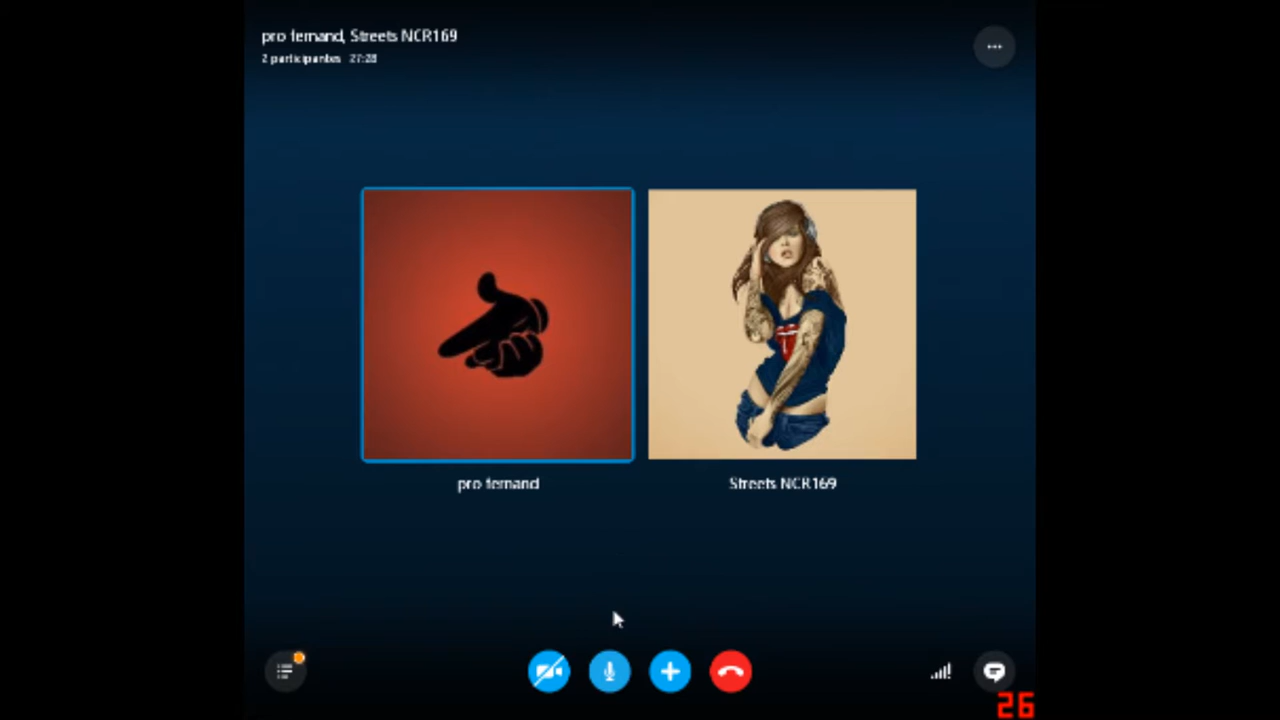 pro fernand, Streets NCR169
2 participantes 27:28
pro fernand
Streets NCR169
26